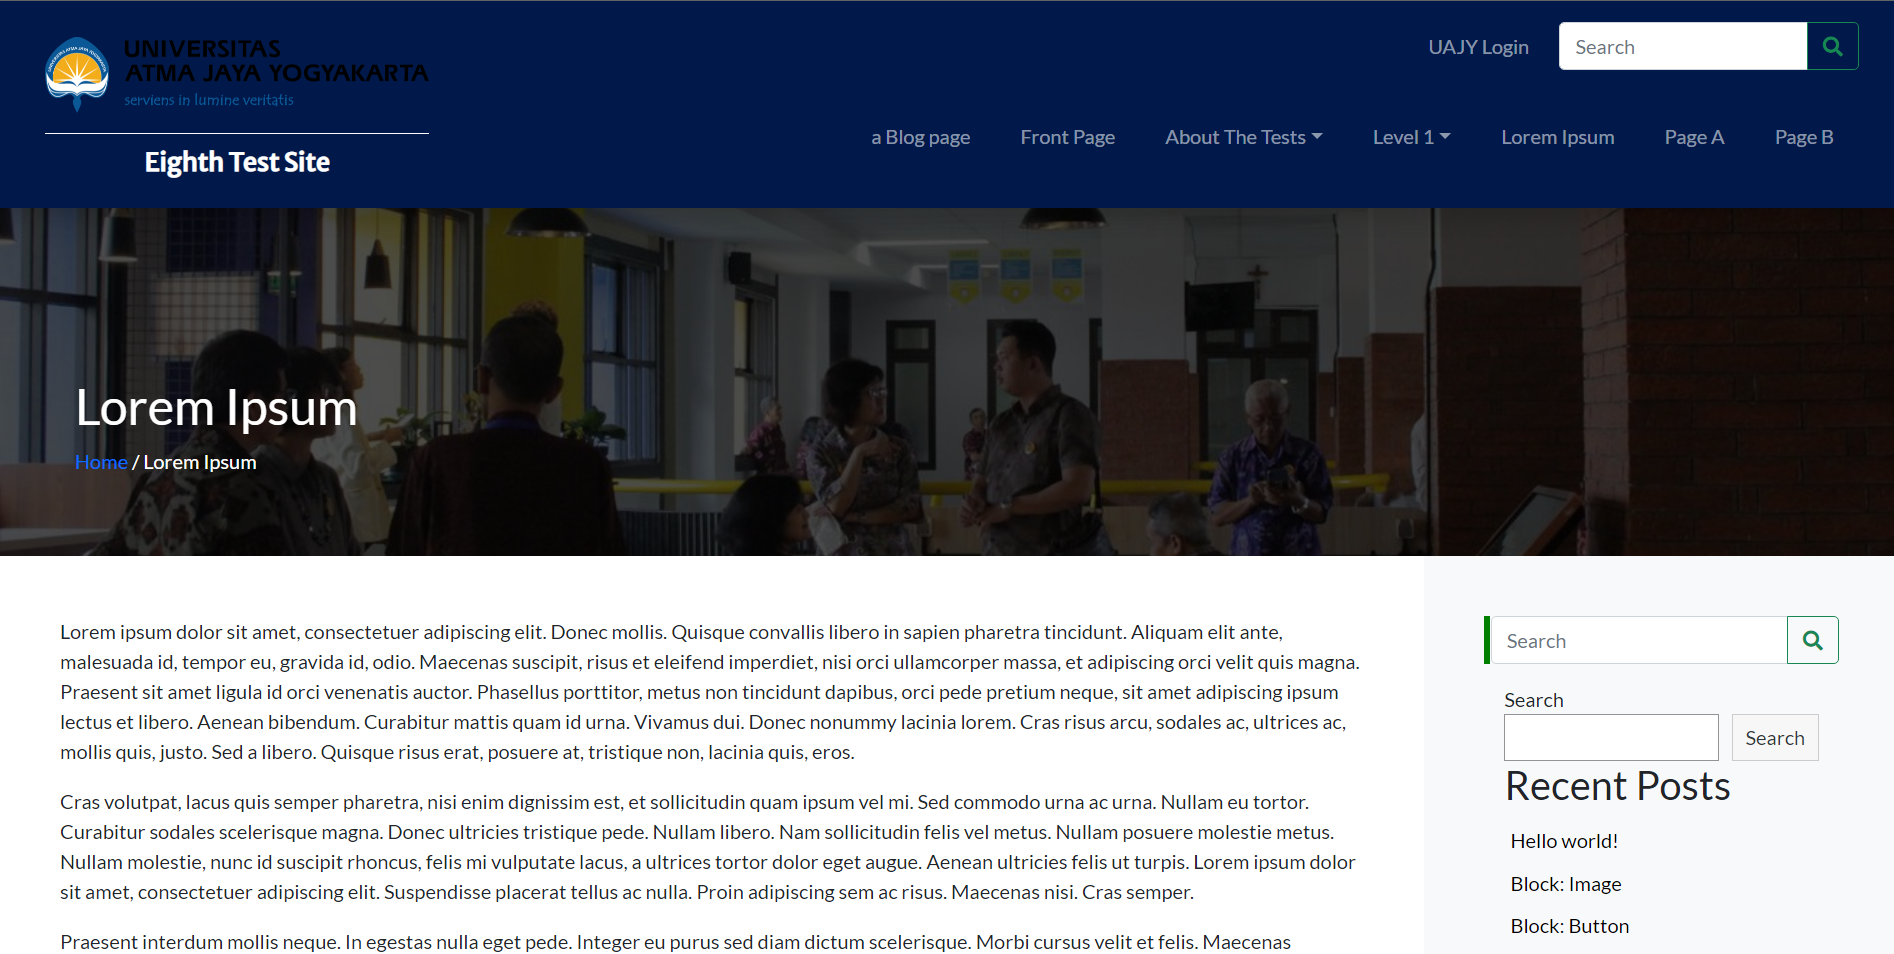 UNIVERSITAS
ATMA JAYA YOGYAKARTA
serviens in lumine veritatis
Eighth Test Site
UAJY Login
Search
a Blog page
Front Page
About The Tests
Level 1
Lorem Ipsum
Page A
Page B
Lorem Ipsum
Home / Lorem Ipsum
Lorem ipsum dolor sit amet, consectetuer adipiscing elit. Donec mollis. Quisque convallis libero in sapien pharetra tincidunt. Aliquam elit ante,
malesuada id, tempor eu, gravida id, odio. Maecenas suscipit, risus et eleifend imperdiet, nisi orci ullamcorper massa, et adipiscing orci velit quis magna.
Praesent sit amet ligula id orci venenatis auctor. Phasellus porttitor, metus non tincidunt dapibus, orci pede pretium neque, sit amet adipiscing ipsum
lectus et libero. Aenean bibendum. Curabitur mattis quam id urna. Vivamus dui. Donec nonummy lacinia lorem. Cras risus arcu, sodales ac, ultrices ac,
mollis quis, justo. Sed a libero. Quisque risus erat, posuere at, tristique non, lacinia quis, eros.
Cras volutpat, lacus quis semper pharetra, nisi enim dignissim est, et sollicitudin quam ipsum vel mi. Sed commodo urna ac urna. Nullam eu tortor.
Curabitur sodales scelerisque magna. Donec ultricies tristique pede. Nullam libero. Nam sollicitudin felis vel metus. Nullam posuere molestie metus.
Nullam molestie, nunc id suscipit rhoncus, felis mi vulputate lacus, a ultrices tortor dolor eget augue. Aenean ultricies felis ut turpis. Lorem ipsum dolor
sit amet, consectetuer adipiscing elit. Suspendisse placerat tellus ac nulla. Proin adipiscing sem ac risus. Maecenas nisi. Cras semper.
Praesent interdum mollis neque. In egestas nulla eget pede. Integer eu purus sed diam dictum scelerisque. Morbi cursus velit et felis. Maecenas
Search
Search
Search
Recent Posts
Hello world!
Block: Image
Block: Button